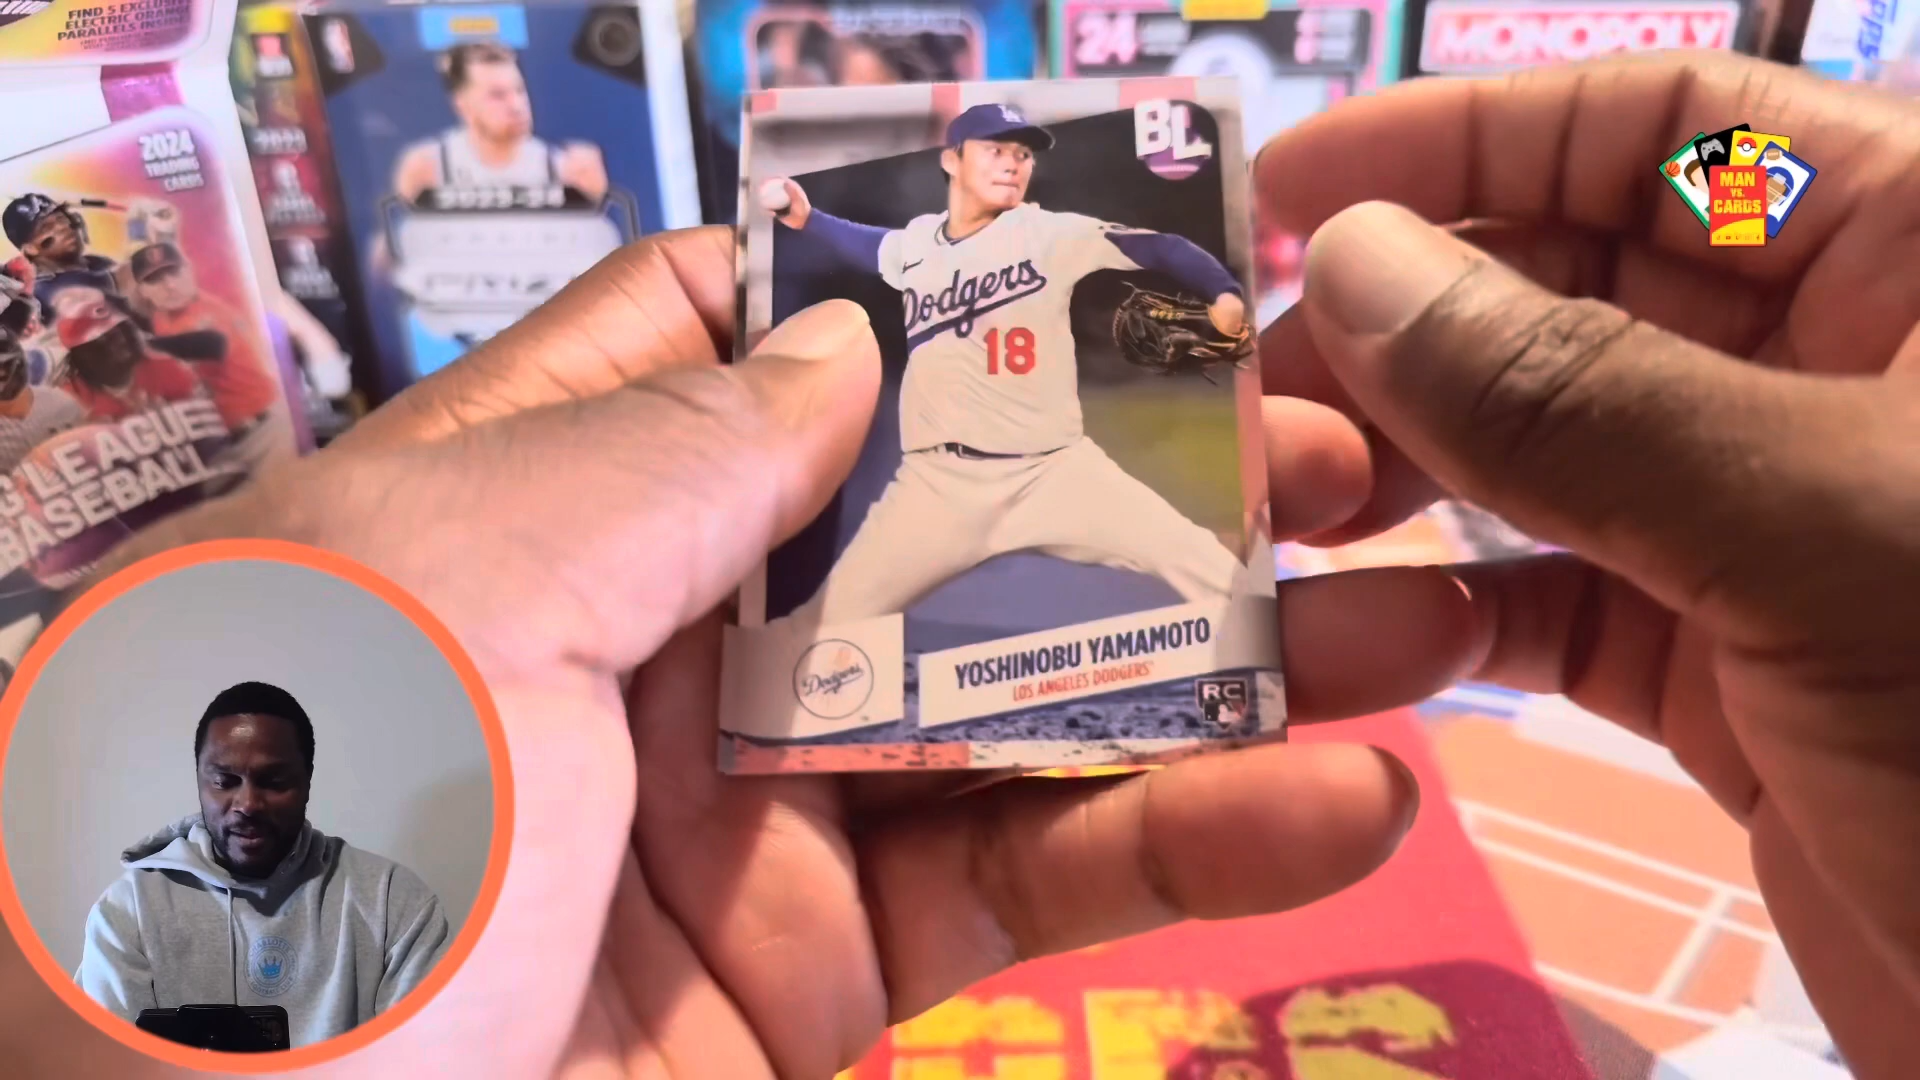 FIND 5 EXCLUSIVE
ELECTRIC ORANGE
PARALLELS
2024
TRADING
CARDS
G LEAGUE
BASEBALL
2023-24
PRIZM
24
MONOPOLY
BL
Dodgers
18
Dodgers
YOSHINOBU YAMAMOTO
LOS ANGELES DODGERS
RC
MAN
VS.
CARDS